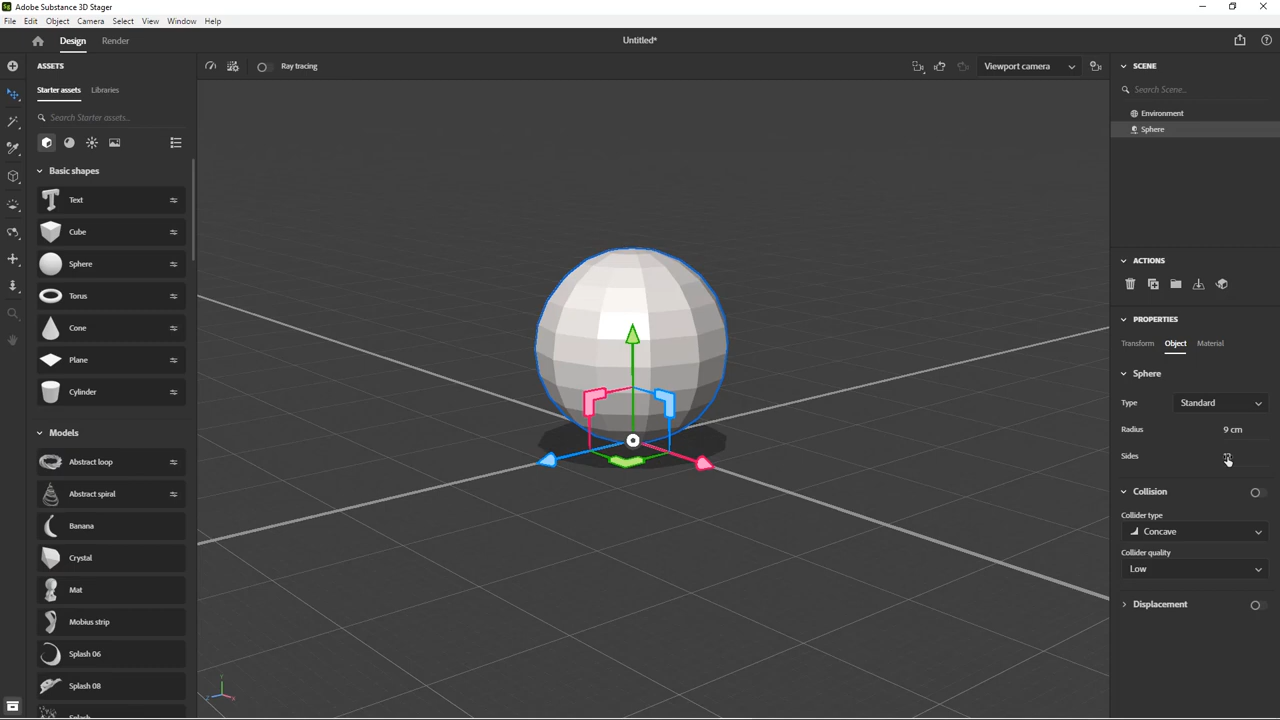 Sg Adobe Substance 3D Stager
File Edit Object Camera Select View Window Help
Design Render Untitled*
ASSETS
Starter assets Libraries
Search Starter assets...
Basic shapes
Text
Cube
Sphere
Torus
Cone
Plane
Cylinder
Models
Abstract loop
Abstract spiral
Banana
Crystal
Mat
Mobius strip
Splash 06
Splash 08
Ray tracing
Viewport camera
Y
SCENE
Search Scene...
Environment
Sphere
ACTIONS
PROPERTIES
Transform Object Material
Sphere
Type Standard
Radius 9 cm
Sides
Collision
Collider type
Concave
Collider quality
Low
Displacement